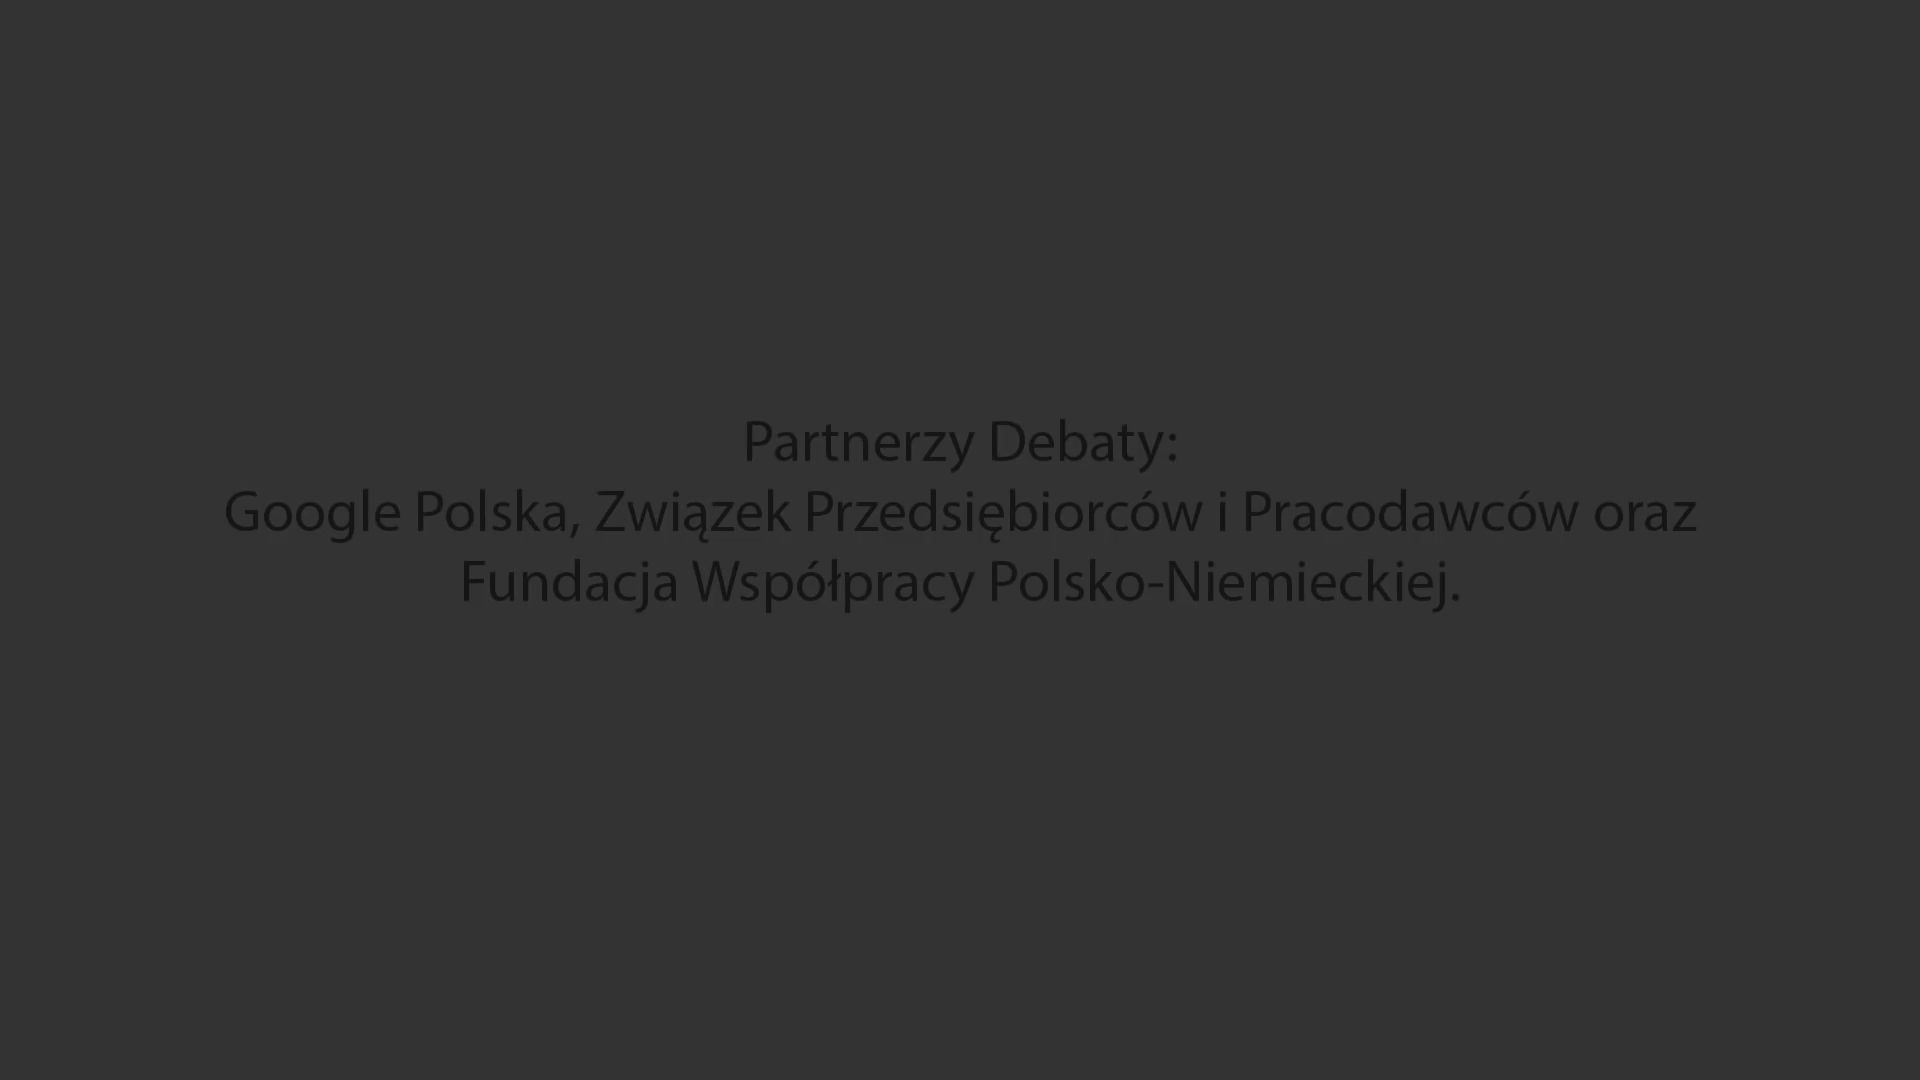 Partnerzy Debaty:
Google Polska, Związek Przedsiębiorców i Pracodawców oraz
Fundacja Współpracy Polsko-Niemieckiej.